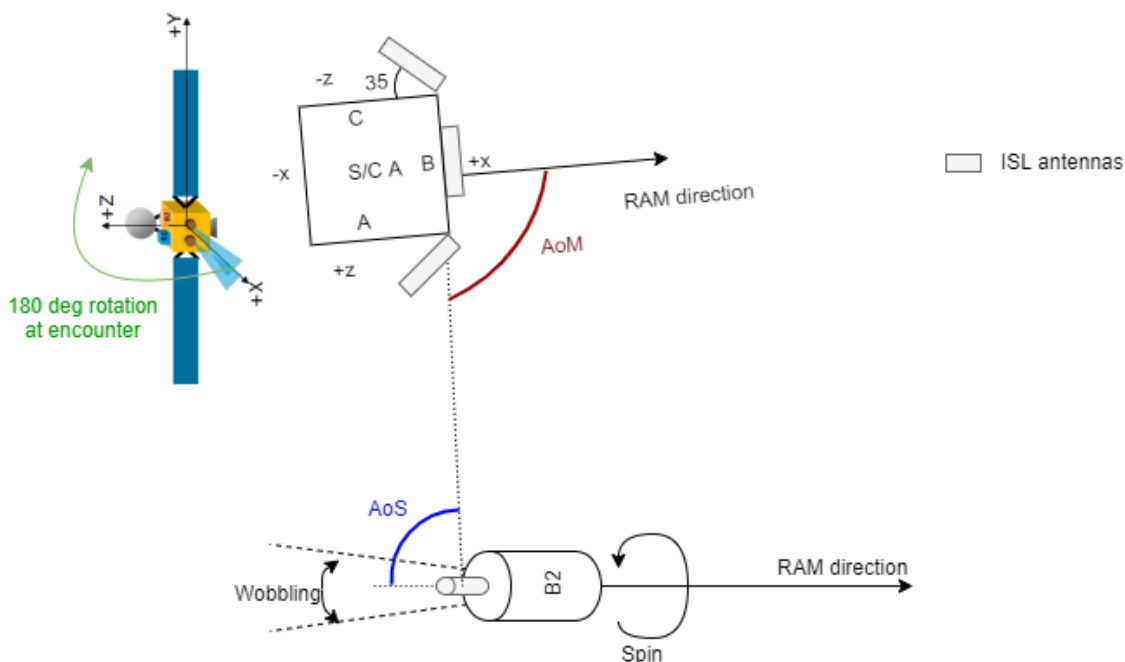 +Y
+Z
+X
180 deg rotation
at encounter
-z
35
C
-x
S/C A
B
+x
A
+z
RAM direction
AoM
ISL antennas
AoS
Wobbling
B2
RAM direction
Spin